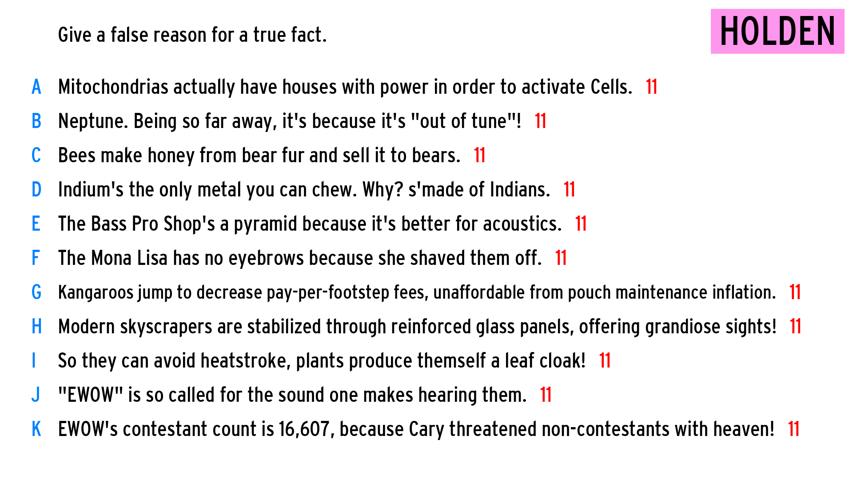 Give a false reason for a true fact.
HOLDEN
A Mitochondrias actually have houses with power in order to activate Cells. 11
B Neptune. Being so far away, it's because it's "out of tune"! 11
C Bees make honey from bear fur and sell it to bears. 11
D Indium's the only metal you can chew. Why? s'made of Indians. 11
E The Bass Pro Shop's a pyramid because it's better for acoustics. 11
F The Mona Lisa has no eyebrows because she shaved them off. 11
G Kangaroos jump to decrease pay-per-footstep fees, unaffordable from pouch maintenance inflation. 11
H Modern skyscrapers are stabilized through reinforced glass panels, offering grandiose sights! 11
I So they can avoid heatstroke, plants produce themself a leaf cloak! 11
J "EWOW" is so called for the sound one makes hearing them. 11
K EWOW's contestant count is 16,607, because Cary threatened non-contestants with heaven! 11